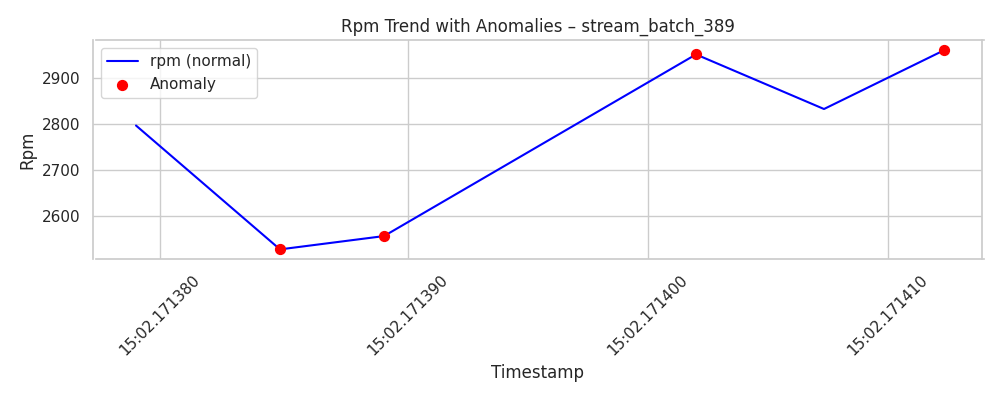 Rpm Trend with Anomalies – stream_batch_389
rpm (normal)
Anomaly
Rpm
2900
2800
2700
2600
15:02.171380
15:02.171390
15:02.171400
15:02.171410
Timestamp